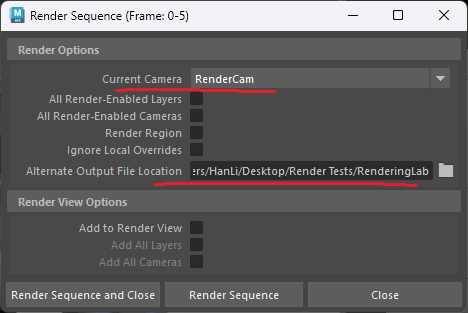 Render Sequence (Frame: 0-5)
Render Options
Current Camera RenderCam
All Render-Enabled Layers
All Render-Enabled Cameras
Render Region
Ignore Local Overrides
Alternate Output File Location ers/HanLi/Desktop/Render Tests/RenderingLab
Render View Options
Add to Render View
Add All Layers
Add All Cameras
Render Sequence and Close Render Sequence Close